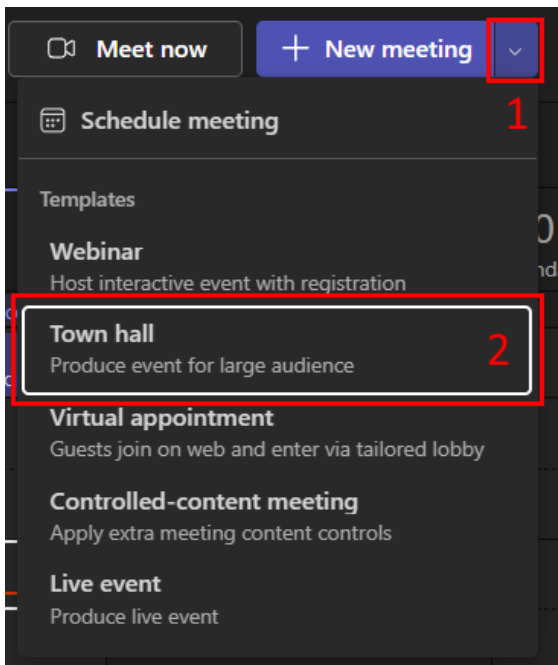 Meet now
+ New meeting
1
Schedule meeting
Templates
Webinar
Host interactive event with registration
Town hall
Produce event for large audience
2
Virtual appointment
Guests join on web and enter via tailored lobby
Controlled-content meeting
Apply extra meeting content controls
Live event
Produce live event